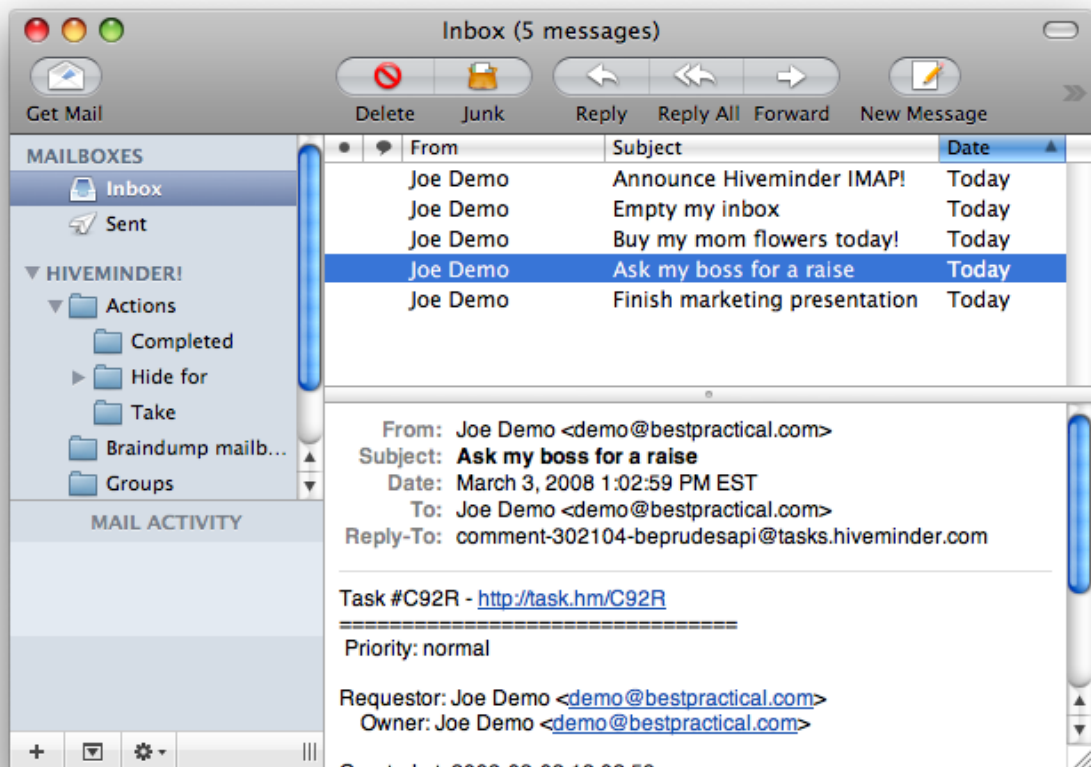 Inbox (5 messages)
Get Mail
Delete Junk Reply Reply All Forward New Message
MAILBOXES
Inbox
Sent
HIVEMINDER!
Actions
Completed
Hide for
Take
Braindump mailb...
Groups
MAIL ACTIVITY
From Subject Date
Joe Demo Announce Hiveminder IMAP! Today
Joe Demo Empty my inbox Today
Joe Demo Buy my mom flowers today! Today
Joe Demo Ask my boss for a raise Today
Joe Demo Finish marketing presentation Today
From: Joe Demo <demo@bestpractical.com>
Subject: Ask my boss for a raise
Date: March 3, 2008 1:02:59 PM EST
To: Joe Demo <demo@bestpractical.com>
Reply-To: comment-302104-beprudesapi@tasks.hiveminder.com
Task #C92R - http://task.hm/C92R
=================================
Priority: normal
Requestor: Joe Demo <demo@bestpractical.com>
Owner: Joe Demo <demo@bestpractical.com>